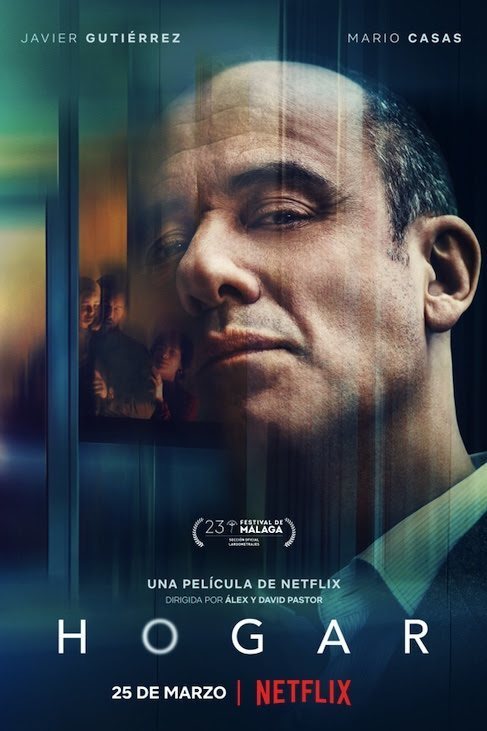 JAVIER GUTIÉRREZ
MARIO CASAS
23 FESTIVAL DE
MALAGA
SECCIÓN OFICIAL
LARGOMETRAJES
UNA PELÍCULA DE NETFLIX
DIRIGIDA POR ÁLEX Y DAVID PASTOR
HOGAR
25 DE MARZO | NETFLIX